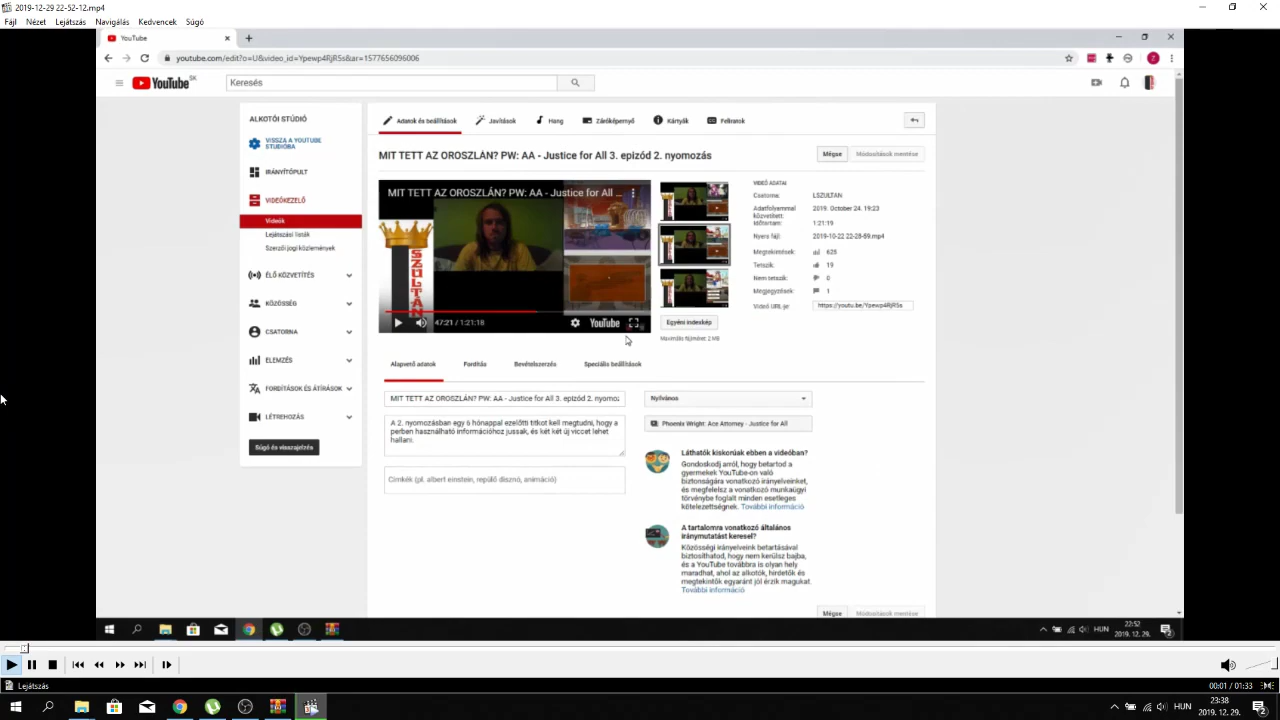 2019-12-29 22-52-12.mp4
Fájl Nézet Lejátszás Navigálás Kedvencek Súgó
YouTube
youtube.com/edit?o=U&video_id=Ypewp4RjR5s&ar=1577656096006
YouTube SK
Keresés
ALKOTÓI STÚDIÓ
VISSZA A YOUTUBE
STÚDIÓBA
IRÁNYÍTÓPULT
VIDEÓKEZELŐ
Videók
Lejátszási listák
Szerzői jogi közlemények
ÉLŐ KÖZVETÍTÉS
KÖZÖSSÉG
CSATORNA
ELEMZÉS
FORDÍTÁSOK ÉS ÁTÍRÁSOK
LÉTREHOZÁS
Súgó és visszajelzés
Adatok és beállítások
Javítások
Hang
Záróképernyő
Kártyák
Feliratok
MIT TETT AZ OROSZLÁN? PW: AA - Justice for All 3. epizód 2. nyomozás
Mégse
Módosítások mentése
MIT TETT AZ OROSZLÁN? PW: AA - Justice for All ...
SZULTÁN
47:21 / 1:21:18
YouTube
Egyéni indexkép
Maximális fájlméret: 2 MB
VIDEÓ ADATAI
Csatorna: LSZULTAN
Adatfolyammal
közvetített: 2019. October 24. 19:23
Időtartam: 1:21:19
Nyers fájl: 2019-10-22 22-28-59.mp4
Megtekintések: 628
Tetszik: 19
Nem tetszik: 0
Megjegyzések: 1
Videó URL-je: https://youtu.be/Ypewp4RjR5s
Alapvető adatok
Fordítás
Bevételszerzés
Speciális beállítások
MIT TETT AZ OROSZLÁN? PW: AA - Justice for All 3. epizód 2. nyomoz
A 2. nyomozásban egy 6 hónappal ezelőtti titkot kell megtudni, hogy a
perben használható információhoz jussak, és két két új viccet lehet
hallani.
Címkék (pl. albert einstein, repülő disznó, animáció)
Nyilvános
Phoenix Wright: Ace Attorney - Justice for All
Láthatók kiskorúak ebben a videóban?
Gondoskodj arról, hogy betartod a
gyermekek YouTube-on való
biztonságára vonatkozó irányelveinket,
és megfelelsz a vonatkozó munkaügyi
törvénybe foglalt minden esetleges
kötelezettségnek. További információ
A tartalomra vonatkozó általános
iránymutatást keresel?
Közösségi irányelveink betartásával
biztosíthatod, hogy nem kerülsz bajba,
és a YouTube továbbra is olyan hely
maradhat, ahol az alkotók, hirdetők és
megtekintők egyaránt jól érzik magukat.
További információ
Mégse
Módosítások mentése
HUN
22:52
2019. 12. 29.
2
Lejátszás
00:01 / 01:33
HUN
23:38
2019. 12. 29.
2